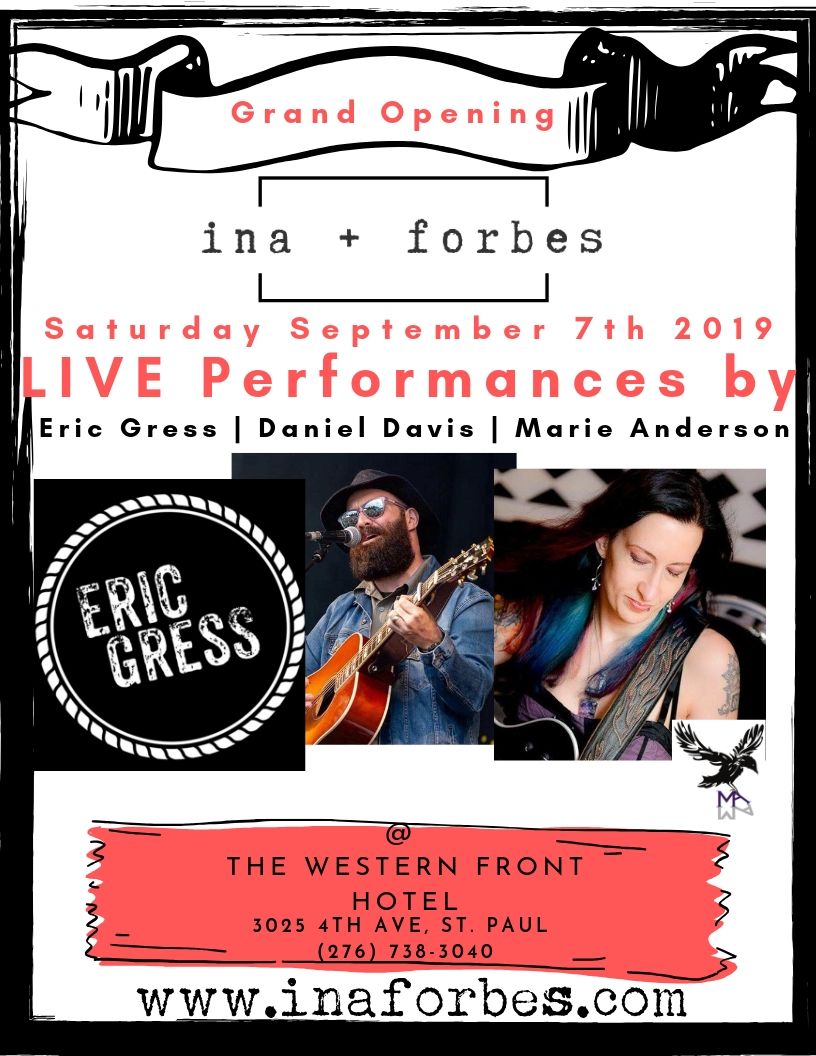 Grand Opening
ina + forbes
Saturday September 7th 2019
LIVE Performances by
Eric Gress | Daniel Davis | Marie Anderson
ERIC
GRESS
MA
@
THE WESTERN FRONT
HOTEL
3025 4TH AVE, ST. PAUL
(276) 738-3040
www.inaforbes.com